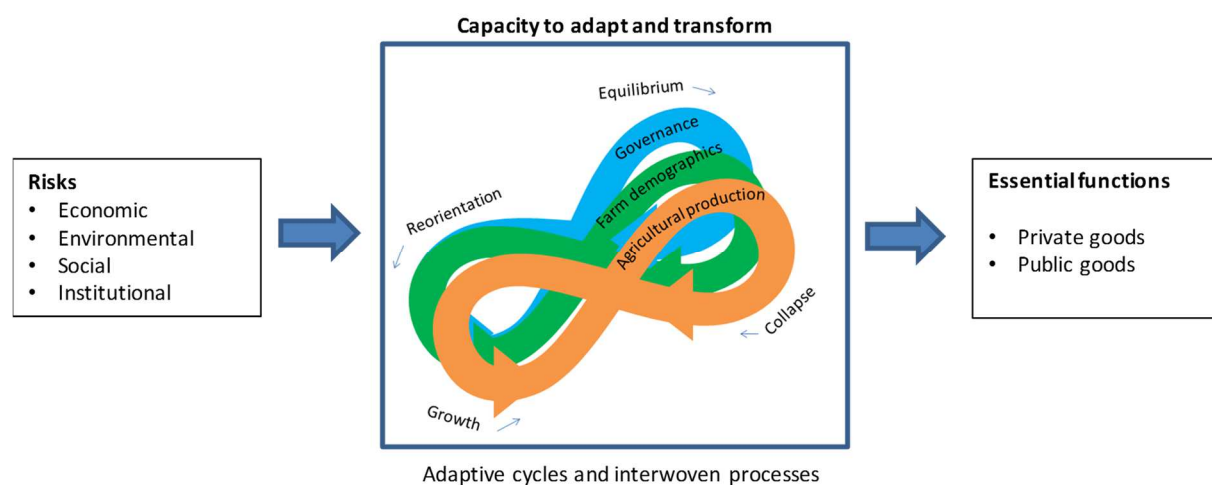 Capacity to adapt and transform
Risks
• Economic
• Environmental
• Social
• Institutional
Equilibrium
Governance
Farm demographics
Agricultural production
Reorientation
Collapse
Growth
Essential functions
• Private goods
• Public goods
Adaptive cycles and interwoven processes